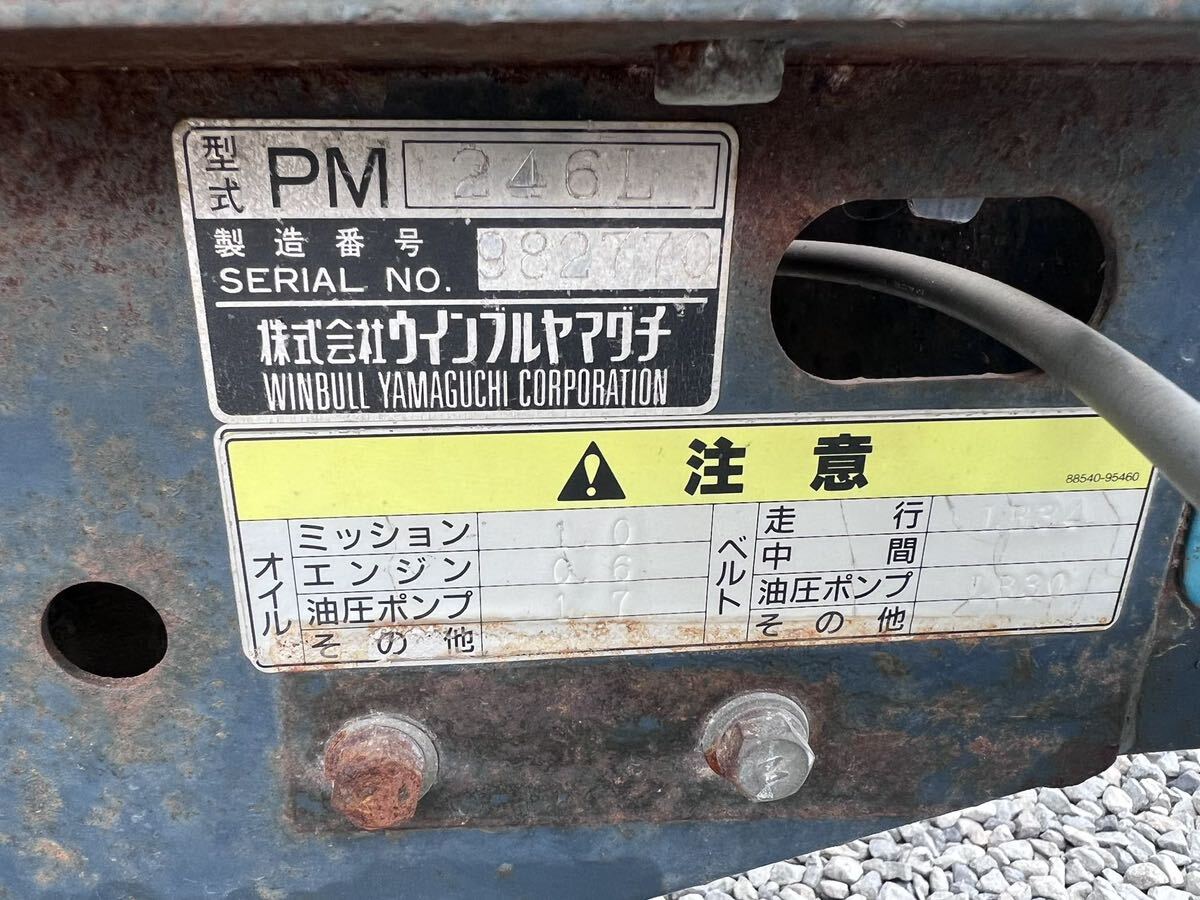 型式 PM 246L
製造番号
SERIAL NO. 982770
株式会社ウインブルヤマグチ
WINBULL YAMAGUCHI CORPORATION
注意
88540-95460
オイル
ミッション 1.0
エンジン 0.6
油圧ポンプ 1.7
その他
ベルト
走行 LR34
中間
油圧ポンプ LR30
その他